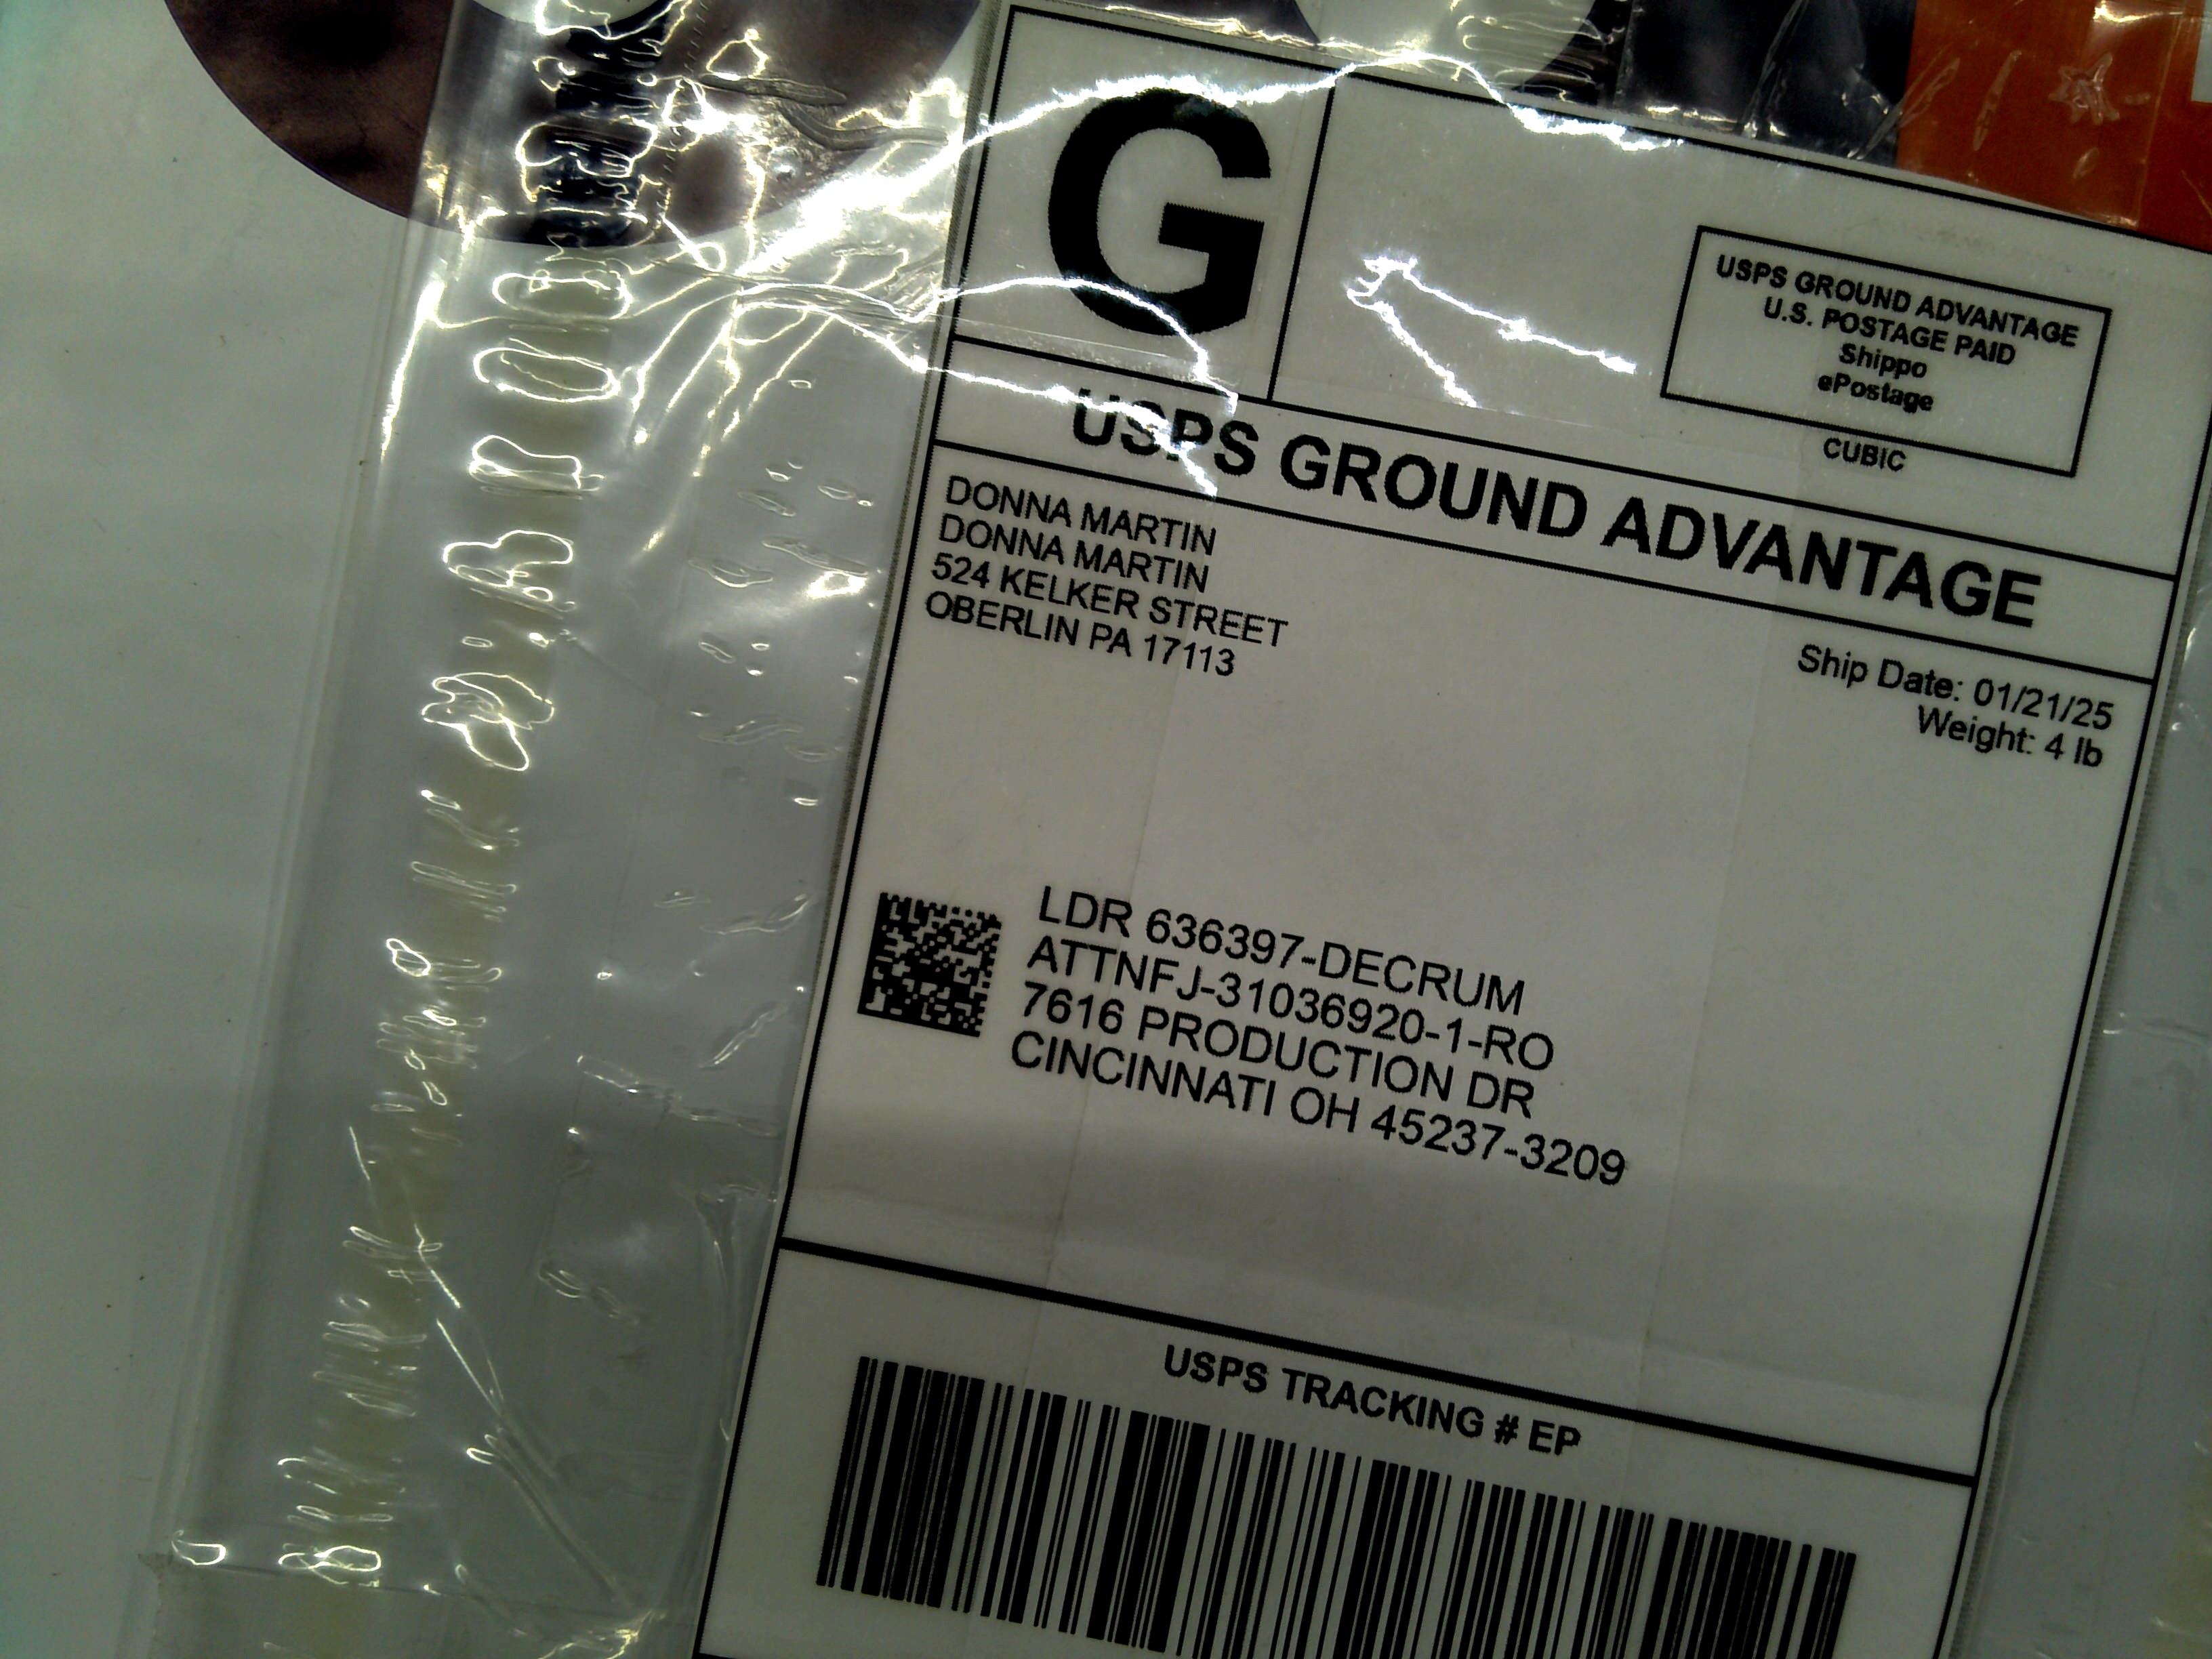 G
USPS GROUND ADVANTAGE
U.S. POSTAGE PAID
Shippo
ePostage
CUBIC
USPS GROUND ADVANTAGE
DONNA MARTIN
DONNA MARTIN
524 KELKER STREET
OBERLIN PA 17113
Ship Date: 01/21/25
Weight: 4 lb
LDR 636397-DECRUM
ATTNFJ-31036920-1-RO
7616 PRODUCTION DR
CINCINNATI OH 45237-3209
USPS TRACKING # EP